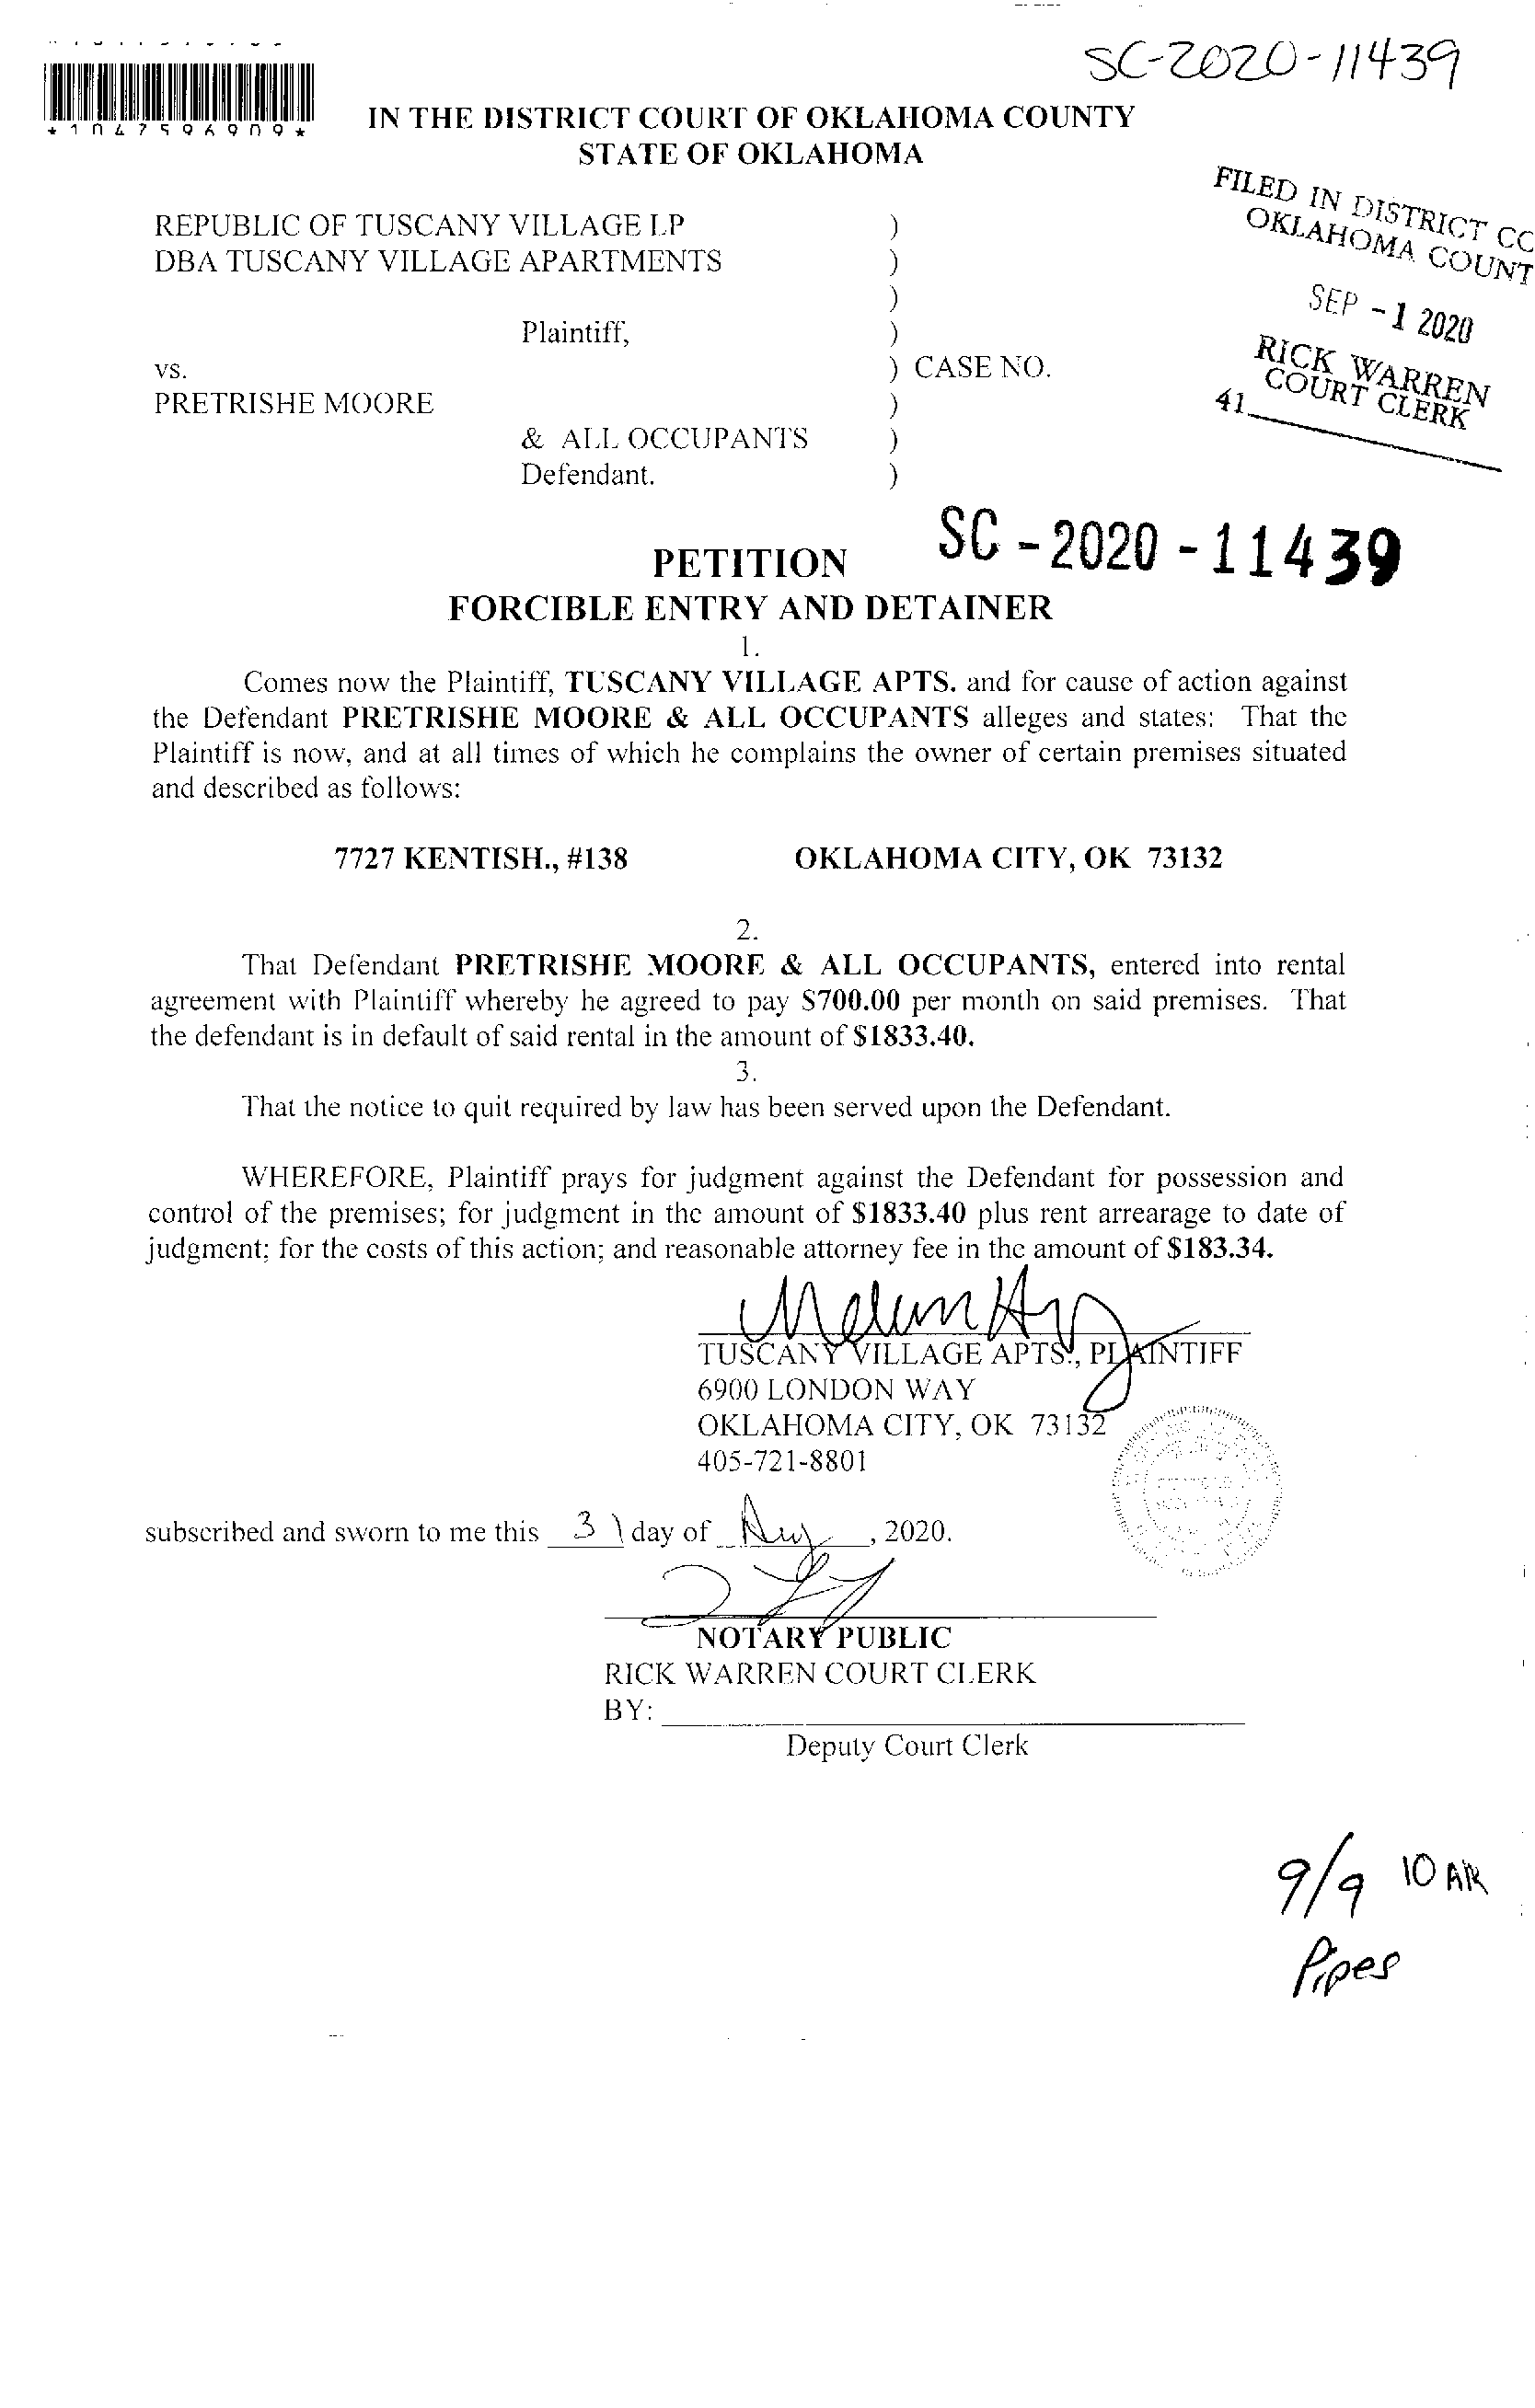 SC-2020-11439
*1047596909*
IN THE DISTRICT COURT OF OKLAHOMA COUNTY
STATE OF OKLAHOMA
FILED IN DISTRICT CO
OKLAHOMA COUNT
SEP -1 2020
RICK WARREN
COURT CLERK
41
REPUBLIC OF TUSCANY VILLAGE LP )
DBA TUSCANY VILLAGE APARTMENTS )
)
Plaintiff, )
vs. ) CASE NO.
PRETRISHE MOORE )
& ALL OCCUPANTS )
Defendant. )
SC-2020-11439
PETITION
FORCIBLE ENTRY AND DETAINER
1.
Comes now the Plaintiff, TUSCANY VILLAGE APTS. and for cause of action against
the Defendant PRETRISHE MOORE & ALL OCCUPANTS alleges and states: That the
Plaintiff is now, and at all times of which he complains the owner of certain premises situated
and described as follows:
7727 KENTISH., #138 OKLAHOMA CITY, OK 73132
2.
That Defendant PRETRISHE MOORE & ALL OCCUPANTS, entered into rental
agreement with Plaintiff whereby he agreed to pay $700.00 per month on said premises. That
the defendant is in default of said rental in the amount of $1833.40.
3.
That the notice to quit required by law has been served upon the Defendant.
WHEREFORE, Plaintiff prays for judgment against the Defendant for possession and
control of the premises; for judgment in the amount of $1833.40 plus rent arrearage to date of
judgment; for the costs of this action; and reasonable attorney fee in the amount of $183.34.
TUSCANY VILLAGE APTS., PLAINTIFF
6900 LONDON WAY
OKLAHOMA CITY, OK 73132
405-721-8801
subscribed and sworn to me this 31 day of Aug, 2020.
NOTARY PUBLIC
RICK WARREN COURT CLERK
BY:
Deputy Court Clerk
9/9 10 AM
Pipes